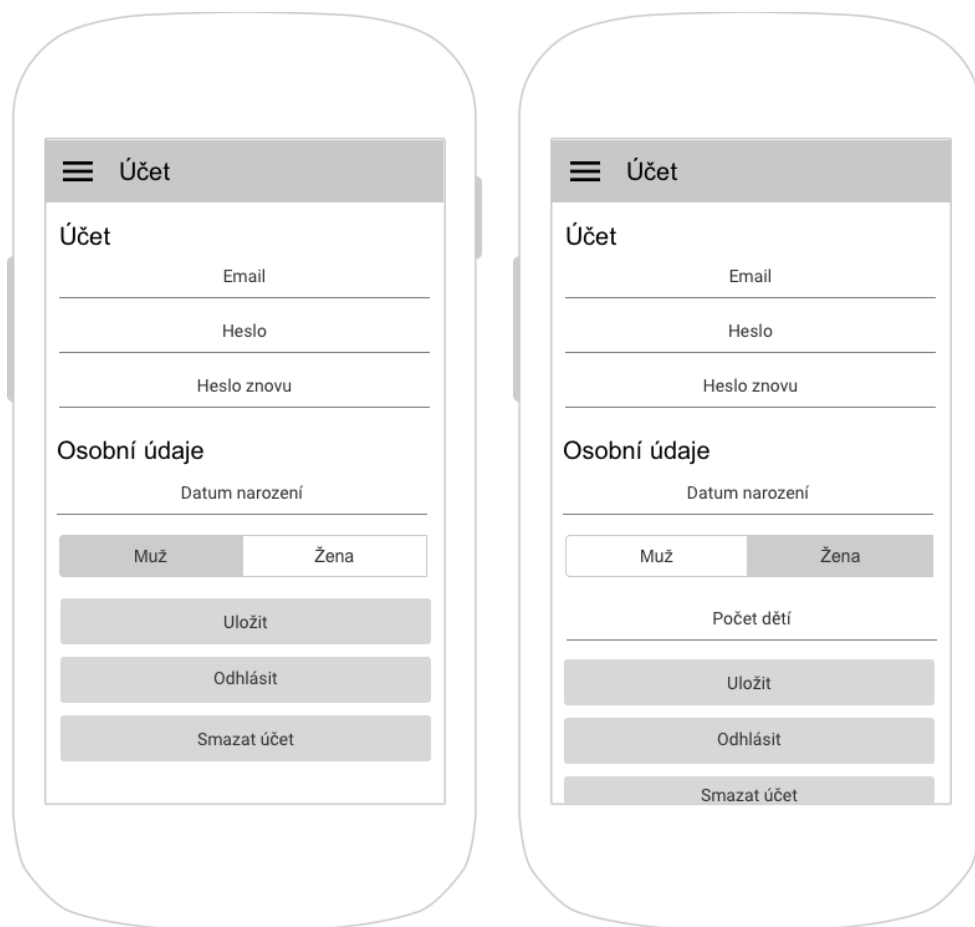 Účet
Účet
Email
Heslo
Heslo znovu
Osobní údaje
Datum narození
Muž Žena
Uložit
Odhlásit
Smazat účet
Účet
Účet
Email
Heslo
Heslo znovu
Osobní údaje
Datum narození
Muž Žena
Počet dětí
Uložit
Odhlásit
Smazat účet